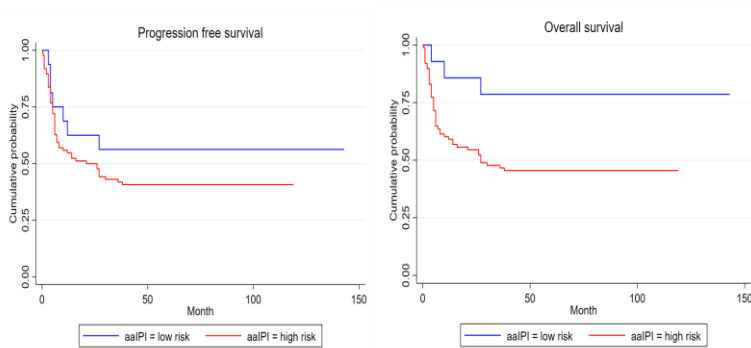 Progression free survival
Cumulative probability
1.00
0.75
0.50
0.25
0.00
0
50
100
150
Month
aaIPI = low risk
aaIPI = high risk
Overall survival
Cumulative probability
1.00
0.75
0.50
0.25
0.00
0
50
100
150
Month
aaIPI = low risk
aaIPI = high risk